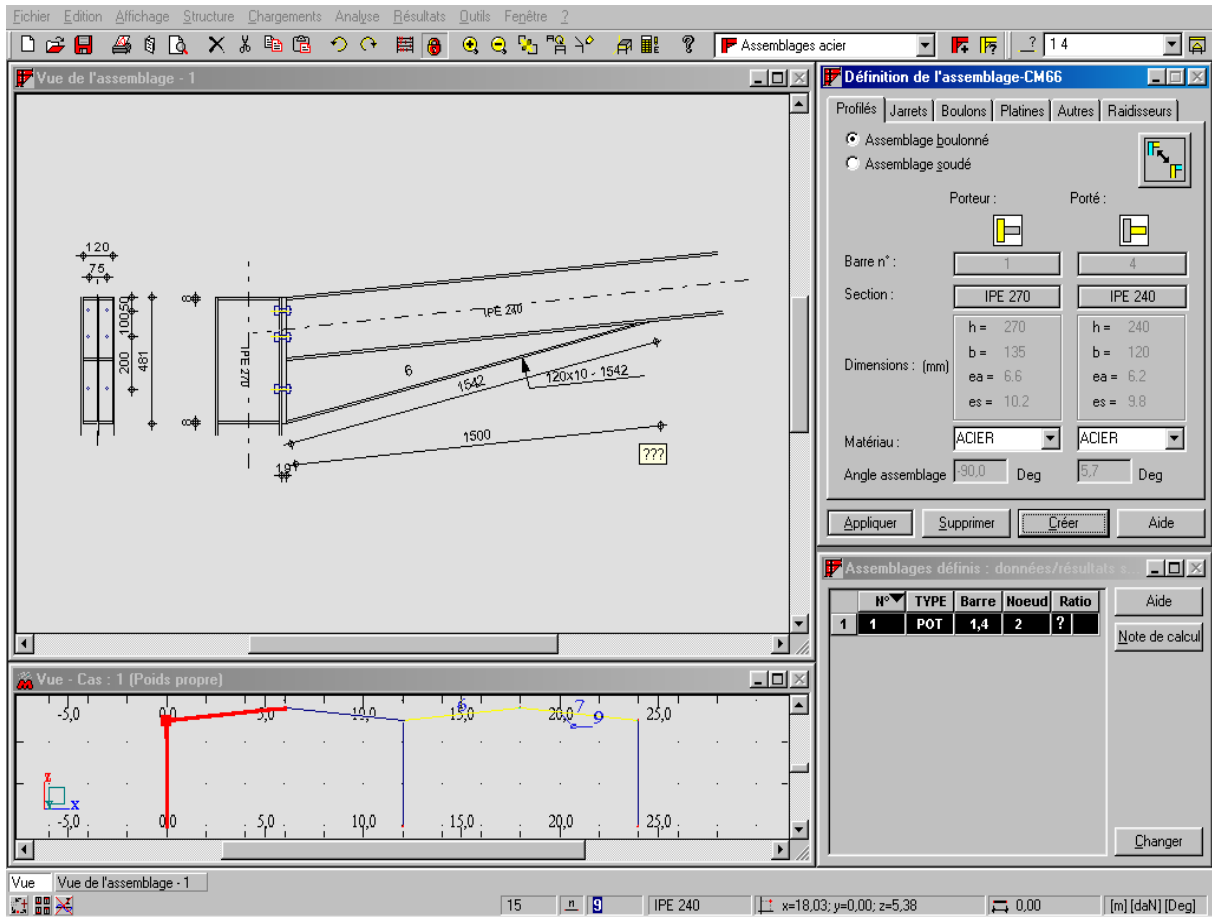 Fichier Edition Affichage Structure Chargements Analyse Résultats Outils Fenêtre ?
Assemblages acier
1 4
Vue de l'assemblage - 1
120
75
50
100
200
481
8
8
IPE 270
IPE 240
6
1542
120x10 - 1542
1500
19
???
Définition de l'assemblage-CM66
Profilés Jarrets Boulons Platines Autres Raidisseurs
Assemblage boulonné
Assemblage soudé
Porteur : Porté :
Barre n° : 1 4
Section : IPE 270 IPE 240
h = 270 h = 240
Dimensions : (mm) b = 135 b = 120
ea = 6.6 ea = 6.2
es = 10.2 es = 9.8
Matériau : ACIER ACIER
Angle assemblage -90,0 Deg 5,7 Deg
Appliquer Supprimer Créer Aide
Assemblages définis : données/résultats s...
N° TYPE Barre Noeud Ratio
1 1 POT 1,4 2 ?
Aide
Note de calcul
Changer
Vue - Cas : 1 (Poids propre)
-5,0 0,0 5,0 10,0 15,0 20,0 25,0
6 7 9
z
x
-5,0 0,0 5,0 10,0 15,0 20,0 25,0
Vue Vue de l'assemblage - 1
15 n 9 IPE 240 x=18,03; y=0,00; z=5,38 0,00 [m] [daN] [Deg]